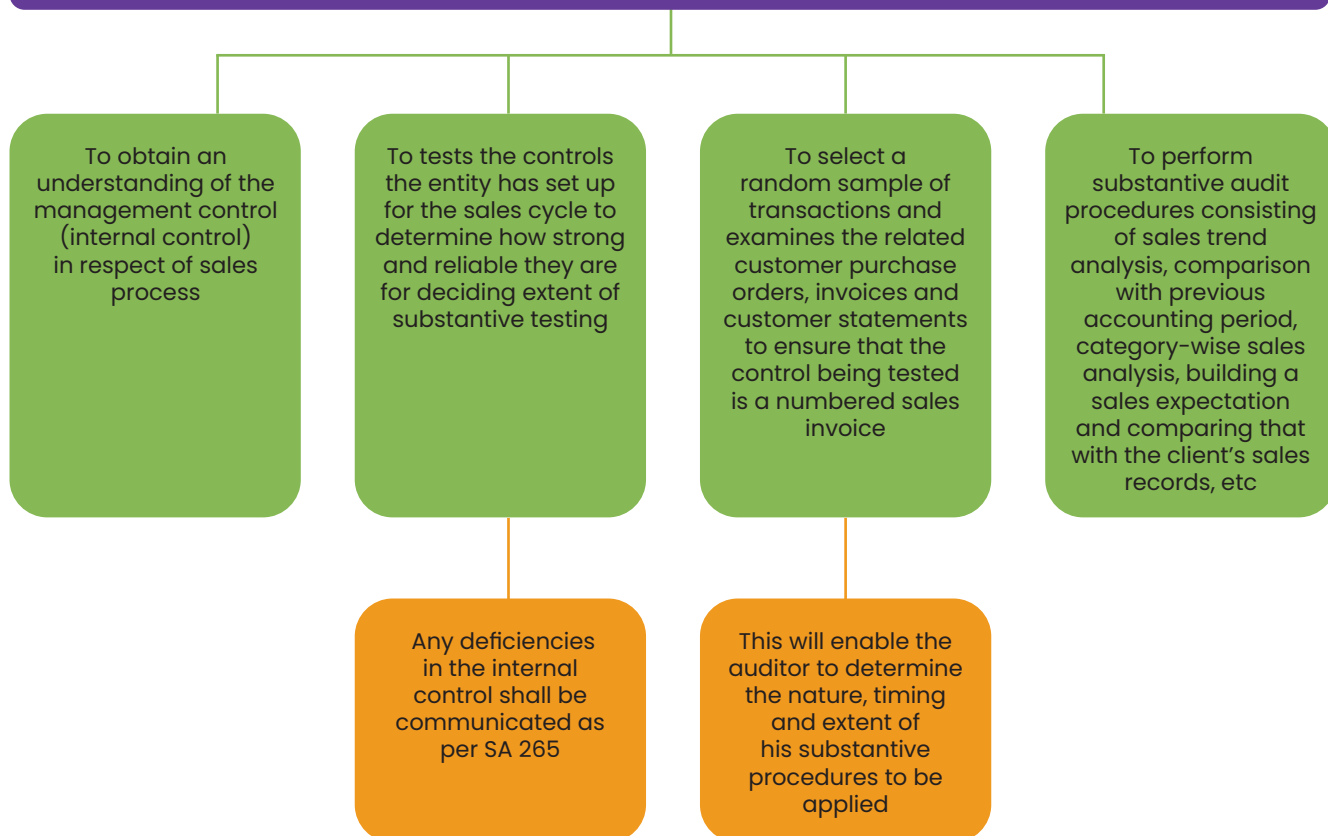 To obtain an
understanding of the
management control
(internal control)
in respect of sales
process
To tests the controls
the entity has set up
for the sales cycle to
determine how strong
and reliable they are
for deciding extent of
substantive testing
To select a
random sample of
transactions and
examines the related
customer purchase
orders, invoices and
customer statements
to ensure that the
control being tested
is a numbered sales
invoice
To perform
substantive audit
procedures consisting
of sales trend
analysis, comparison
with previous
accounting period,
category-wise sales
analysis, building a
sales expectation
and comparing that
with the client’s sales
records, etc
Any deficiencies
in the internal
control shall be
communicated as
per SA 265
This will enable the
auditor to determine
the nature, timing
and extent of
his substantive
procedures to be
applied